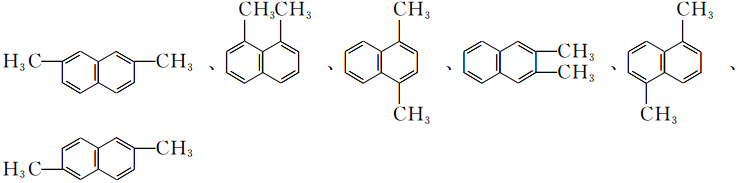 CH₃CH₃ CH₃ CH₃
H₃C CH₃ 、 、 、 CH₃ 、 、
CH₃
CH₃ CH₃
H₃C CH₃